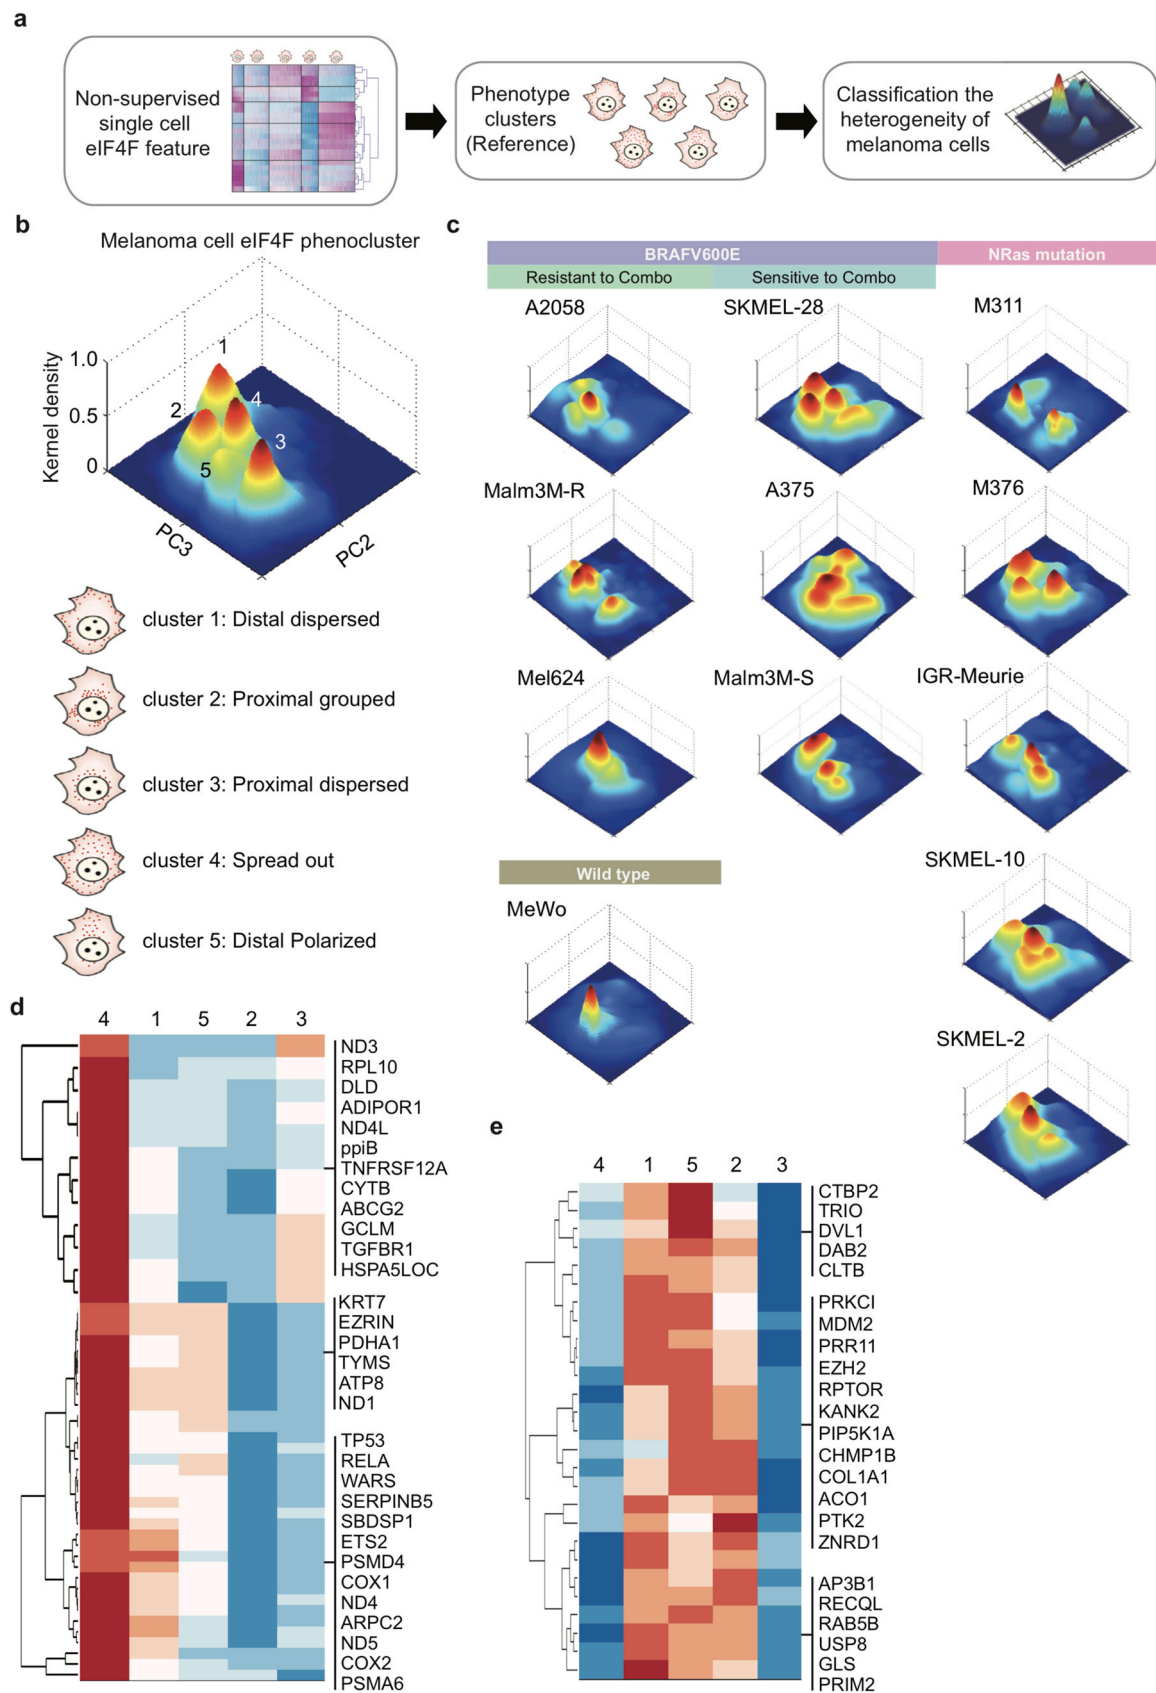 a
Non-supervised
single cell
eIF4F feature
Phenotype
clusters
(Reference)
Classification the
heterogeneity of
melanoma cells
b
Melanoma cell eIF4F phenocluster
Kernel density
1.0
0.5
0
1
2
4
3
5
PC3
PC2
cluster 1: Distal dispersed
cluster 2: Proximal grouped
cluster 3: Proximal dispersed
cluster 4: Spread out
cluster 5: Distal Polarized
c
BRAFV600E
NRas mutation
Resistant to Combo
Sensitive to Combo
A2058
SKMEL-28
M311
Malm3M-R
A375
M376
Mel624
Malm3M-S
IGR-Meurie
Wild type
MeWo
SKMEL-10
SKMEL-2
d
4 1 5 2 3
ND3
RPL10
DLD
ADIPOR1
ND4L
ppiB
TNFRSF12A
CYTB
ABCG2
GCLM
TGFBR1
HSPA5LOC
KRT7
EZRIN
PDHA1
TYMS
ATP8
ND1
TP53
RELA
WARS
SERPINB5
SBDSP1
ETS2
PSMD4
COX1
ND4
ARPC2
ND5
COX2
PSMA6
e
4 1 5 2 3
CTBP2
TRIO
DVL1
DAB2
CLTB
PRKCI
MDM2
PRR11
EZH2
RPTOR
KANK2
PIP5K1A
CHMP1B
COL1A1
ACO1
PTK2
ZNRD1
AP3B1
RECQL
RAB5B
USP8
GLS
PRIM2